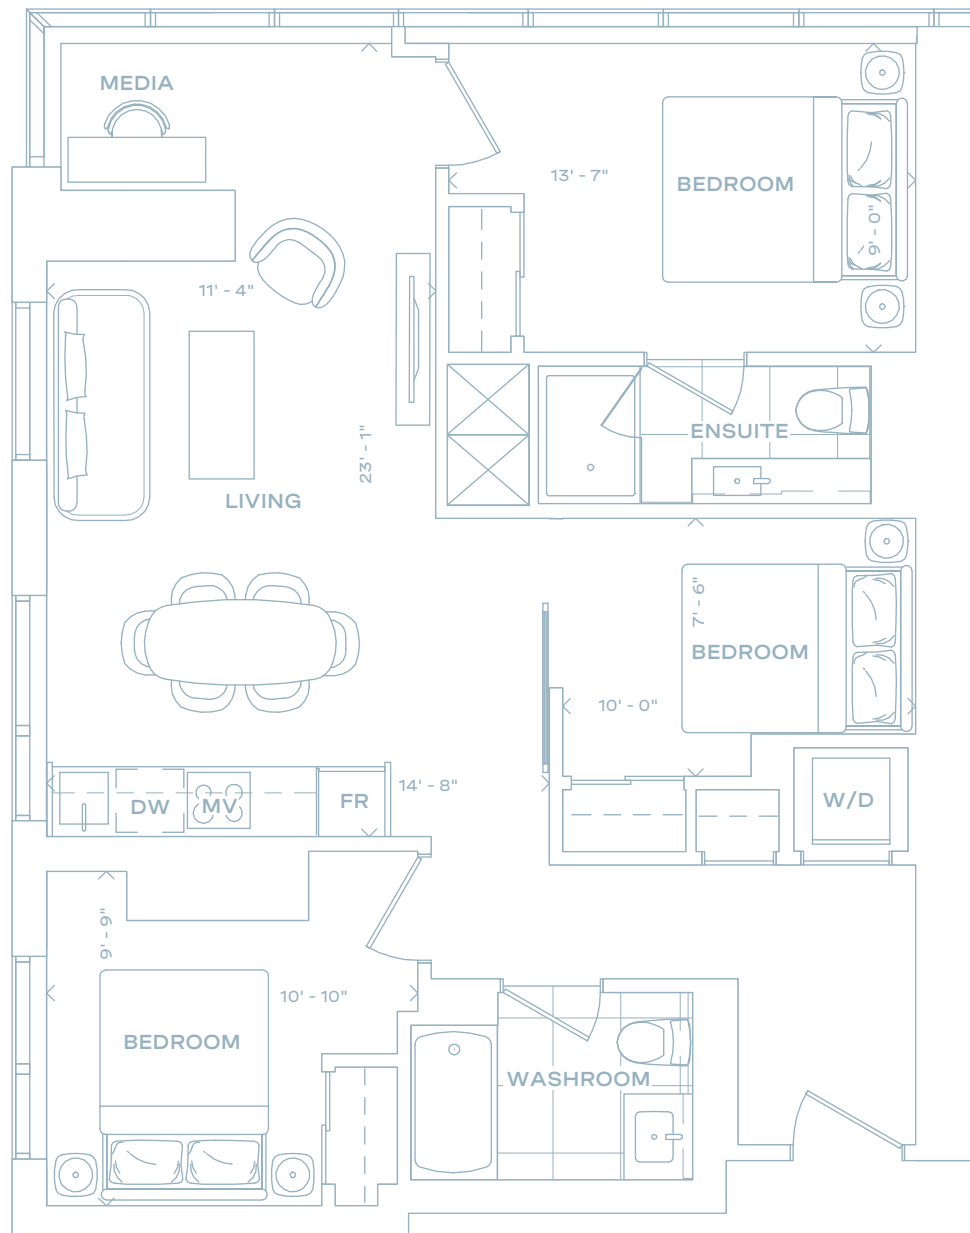 MEDIA
13' - 7"
BEDROOM
9' - 0"
11' - 4"
ENSUITE
23' - 1"
LIVING
7' - 6"
BEDROOM
10' - 0"
14' - 8"
DW
MV
FR
W/D
9' - 9"
10' - 10"
BEDROOM
WASHROOM